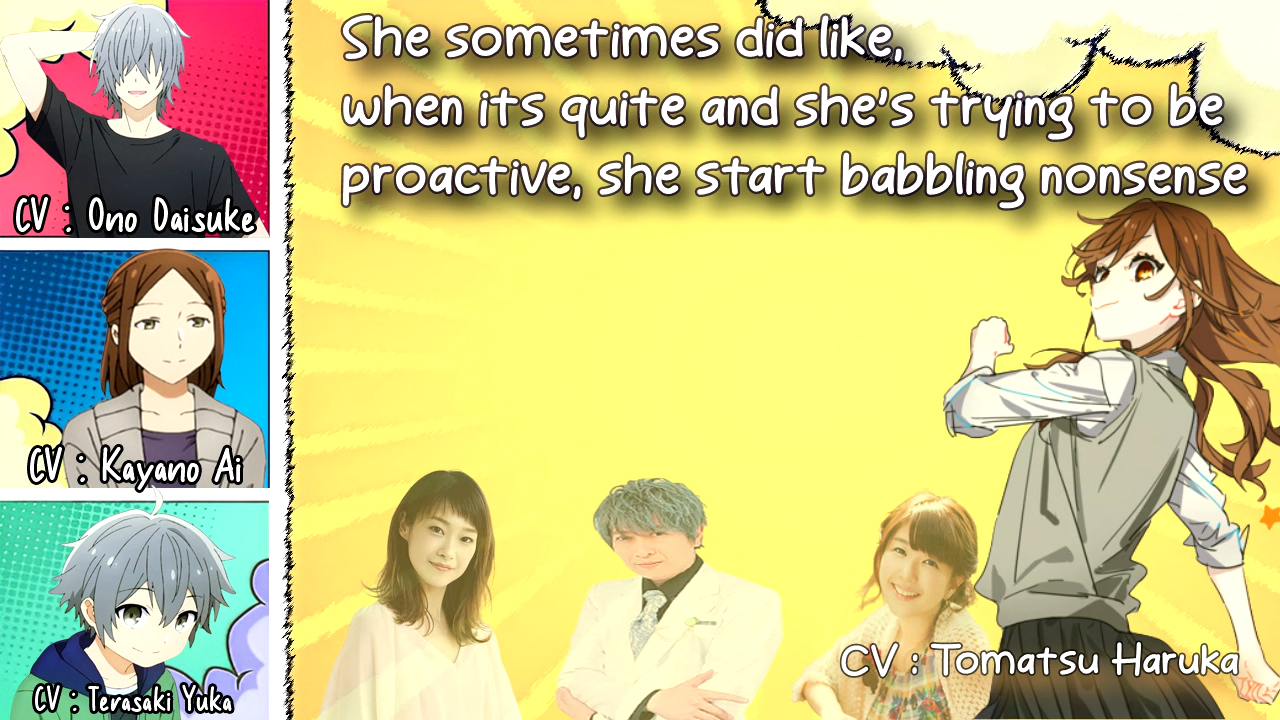 She sometimes did like,
when its quite and she's trying to be
proactive, she start babbling nonsense
CV : Ono Daisuke
CV : Kayano Ai
CV : Terasaki Yuka
CV : Tomatsu Haruka